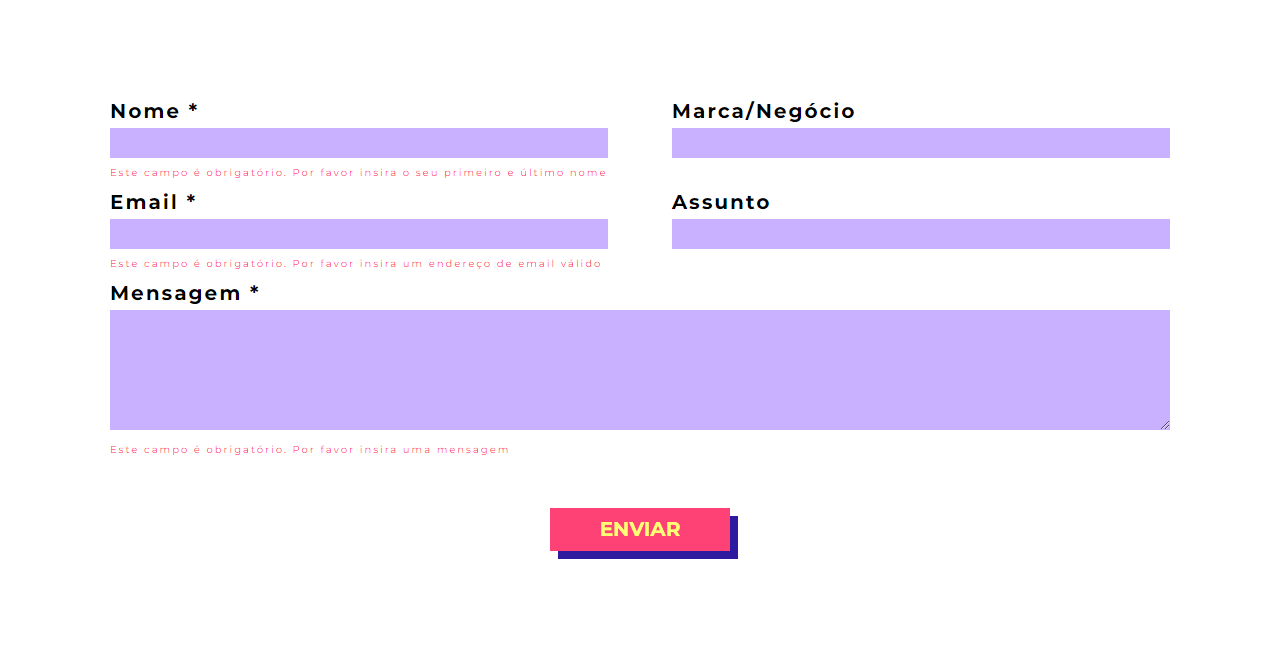 Nome *
Marca/Negócio
Este campo é obrigatório. Por favor insira o seu primeiro e último nome
Email *
Assunto
Este campo é obrigatório. Por favor insira um endereço de email válido
Mensagem *
Este campo é obrigatório. Por favor insira uma mensagem
ENVIAR